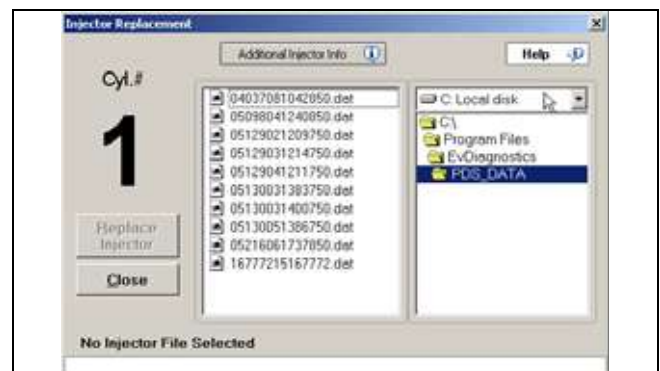 Injector Replacement
Additional Injector Info
Help
Cyl.#
1
Replace
Injector
Close
04037081042850.dat
05098041240850.dat
05129021209750.dat
05129031214750.dat
05129041211750.dat
05130031383750.dat
05130031400750.dat
05130051386750.dat
05216061737850.dat
16777215167772.dat
C: Local disk
C:\
Program Files
EvDiagnostics
PDS_DATA
No Injector File Selected